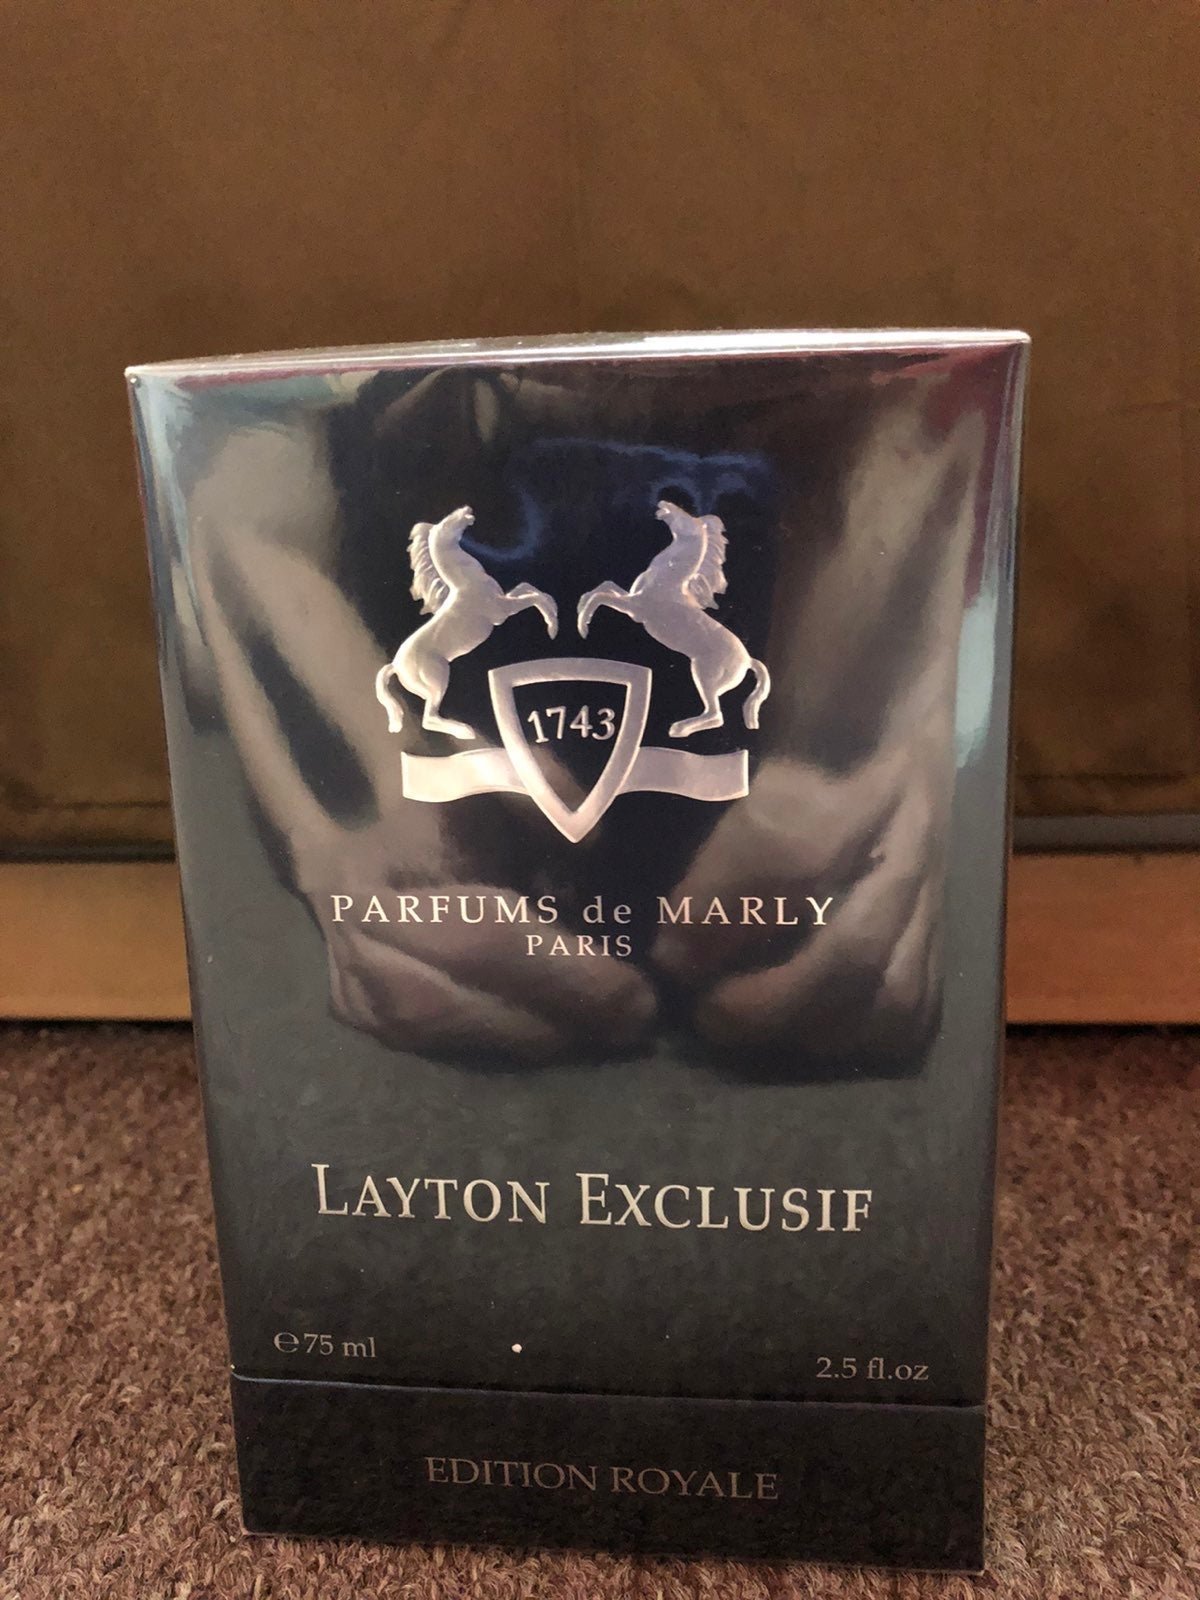 1743
PARFUMS de MARLY
PARIS
LAYTON EXCLUSIF
℮75 ml
2.5 fl.oz
EDITION ROYALE